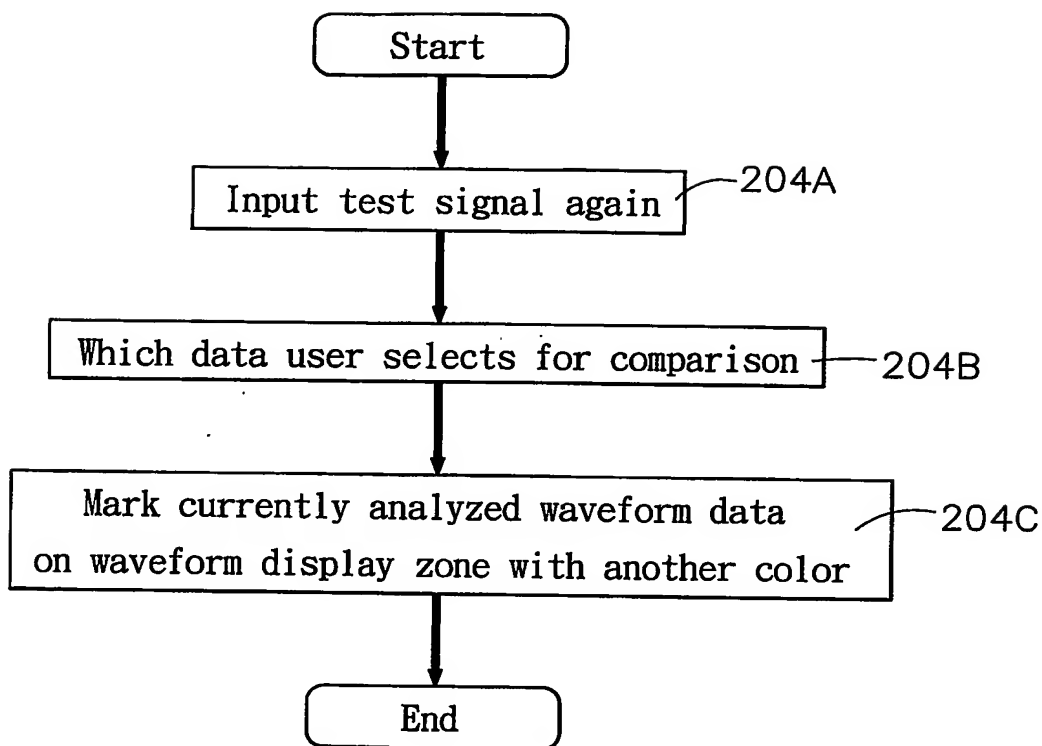 Start
Input test signal again
204A
Which data user selects for comparison
204B
Mark currently analyzed waveform data
on waveform display zone with another color
204C
End